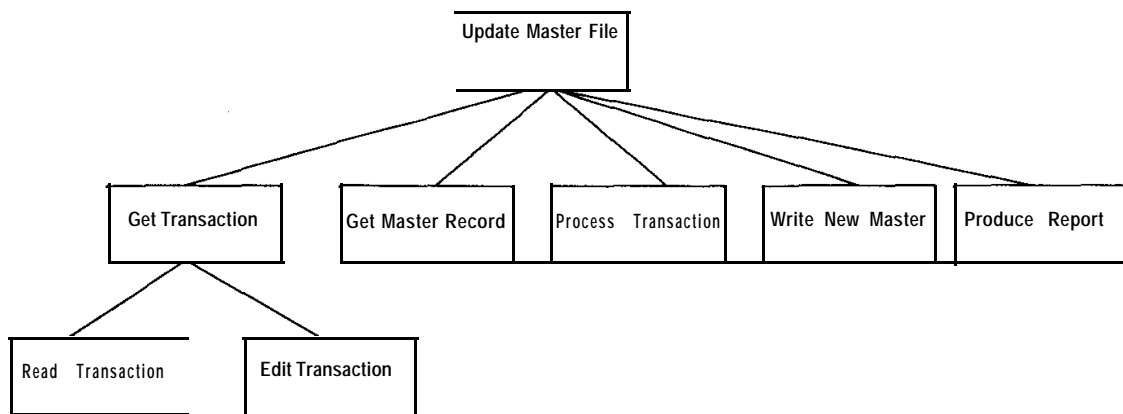 Update Master File
Get Transaction
Get Master Record
Process Transaction
Write New Master
Produce Report
Read Transaction
Edit Transaction